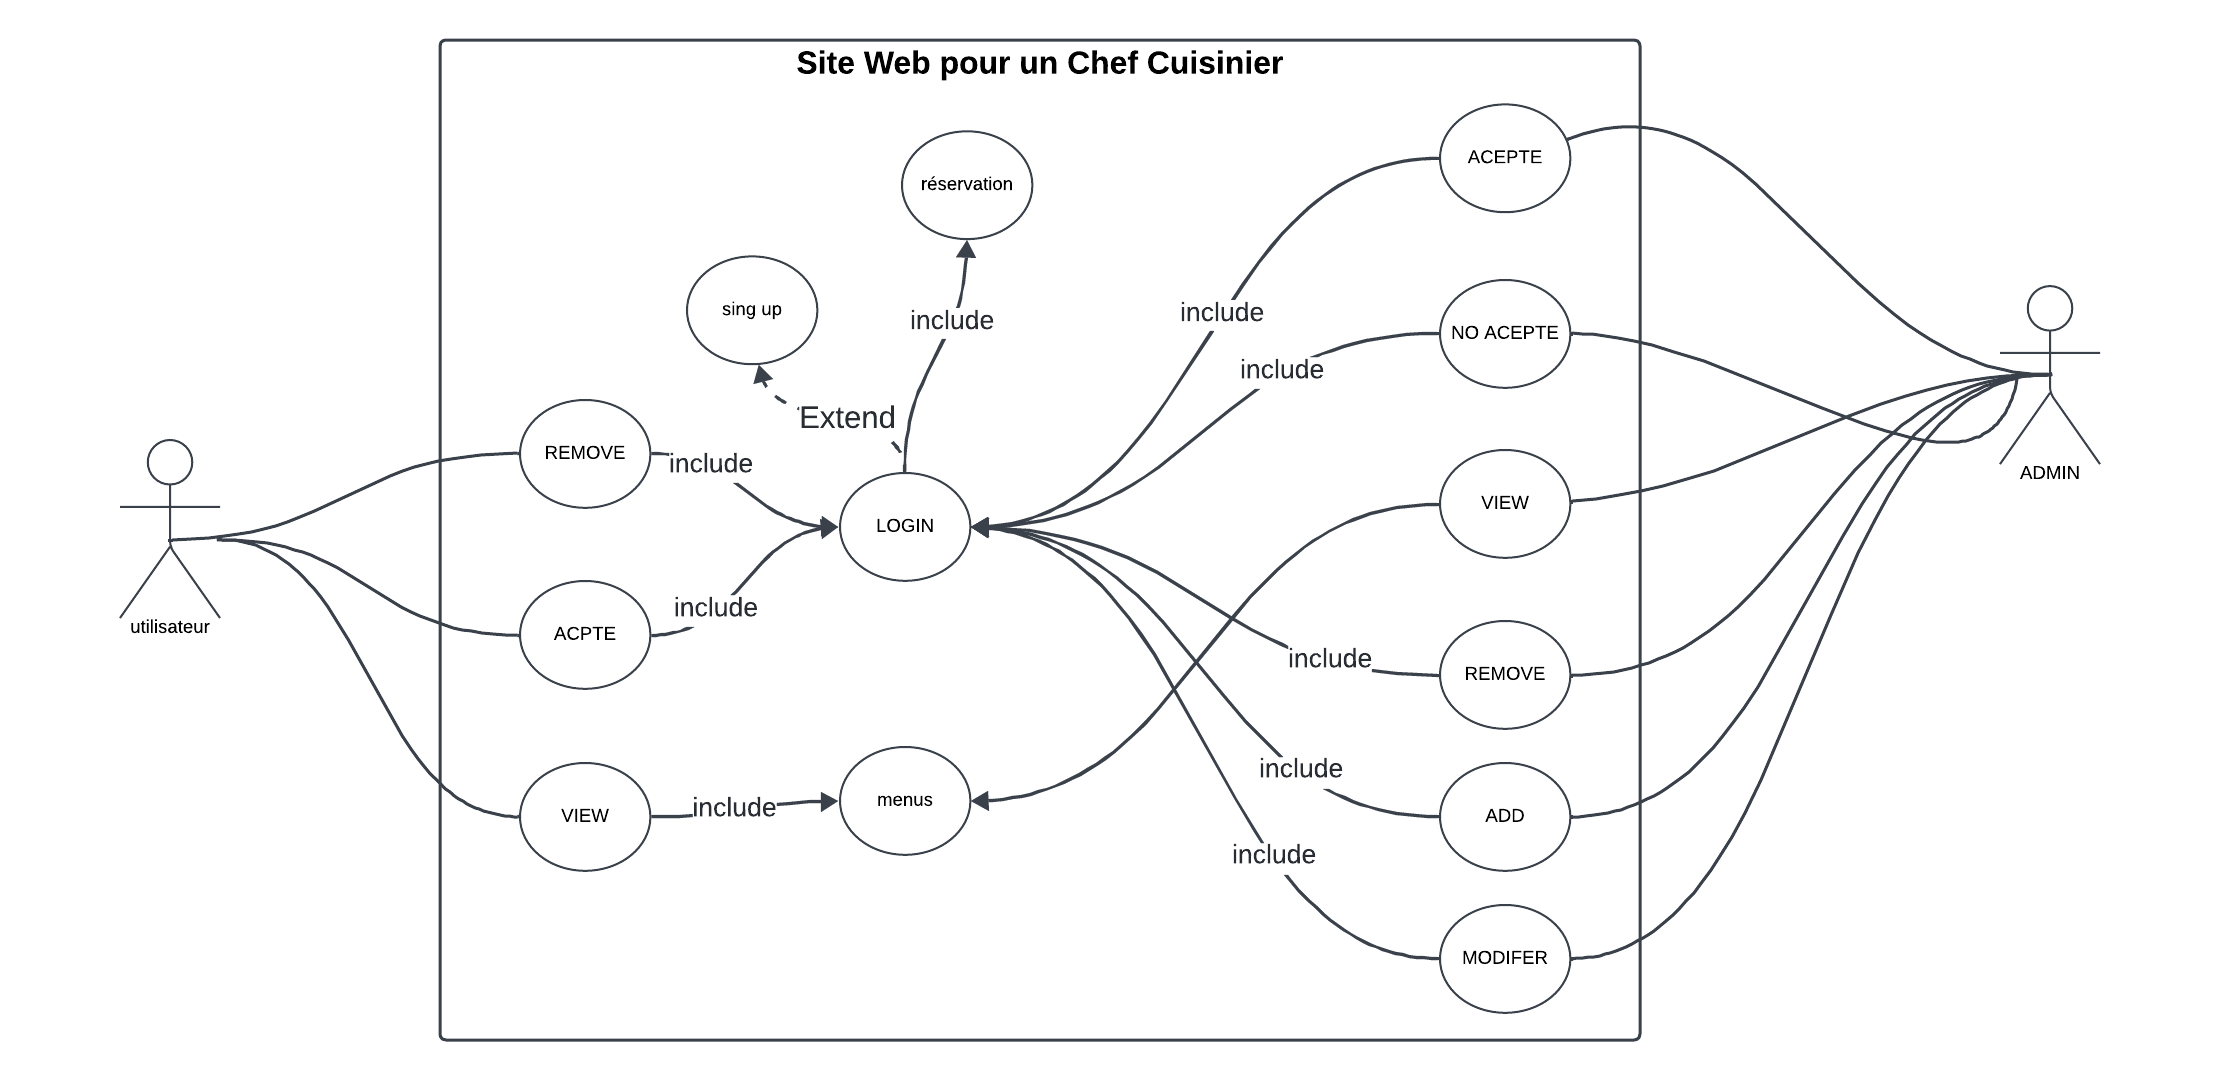 Site Web pour un Chef Cuisinier
réservation
sing up
include
Extend
REMOVE
include
ACPTE
include
VIEW
include
LOGIN
menus
utilisateur
ACEPTE
include
NO ACEPTE
include
VIEW
REMOVE
include
ADD
include
MODIFER
include
ADMIN